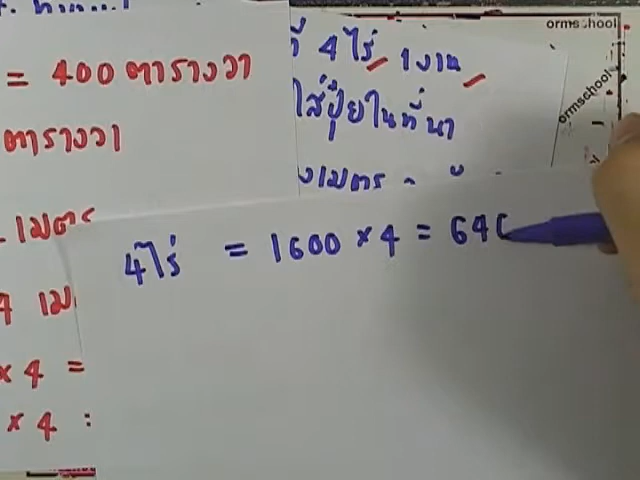 ormschool
ormschool
ที่ 4ไร่ 1งาน
= 400 ตารางวา
ใส่ปุ๋ยในที่นา
ตารางวา
เมตร
4ไร่ = 1600 × 4 = 640
× 4 =
× 4 :